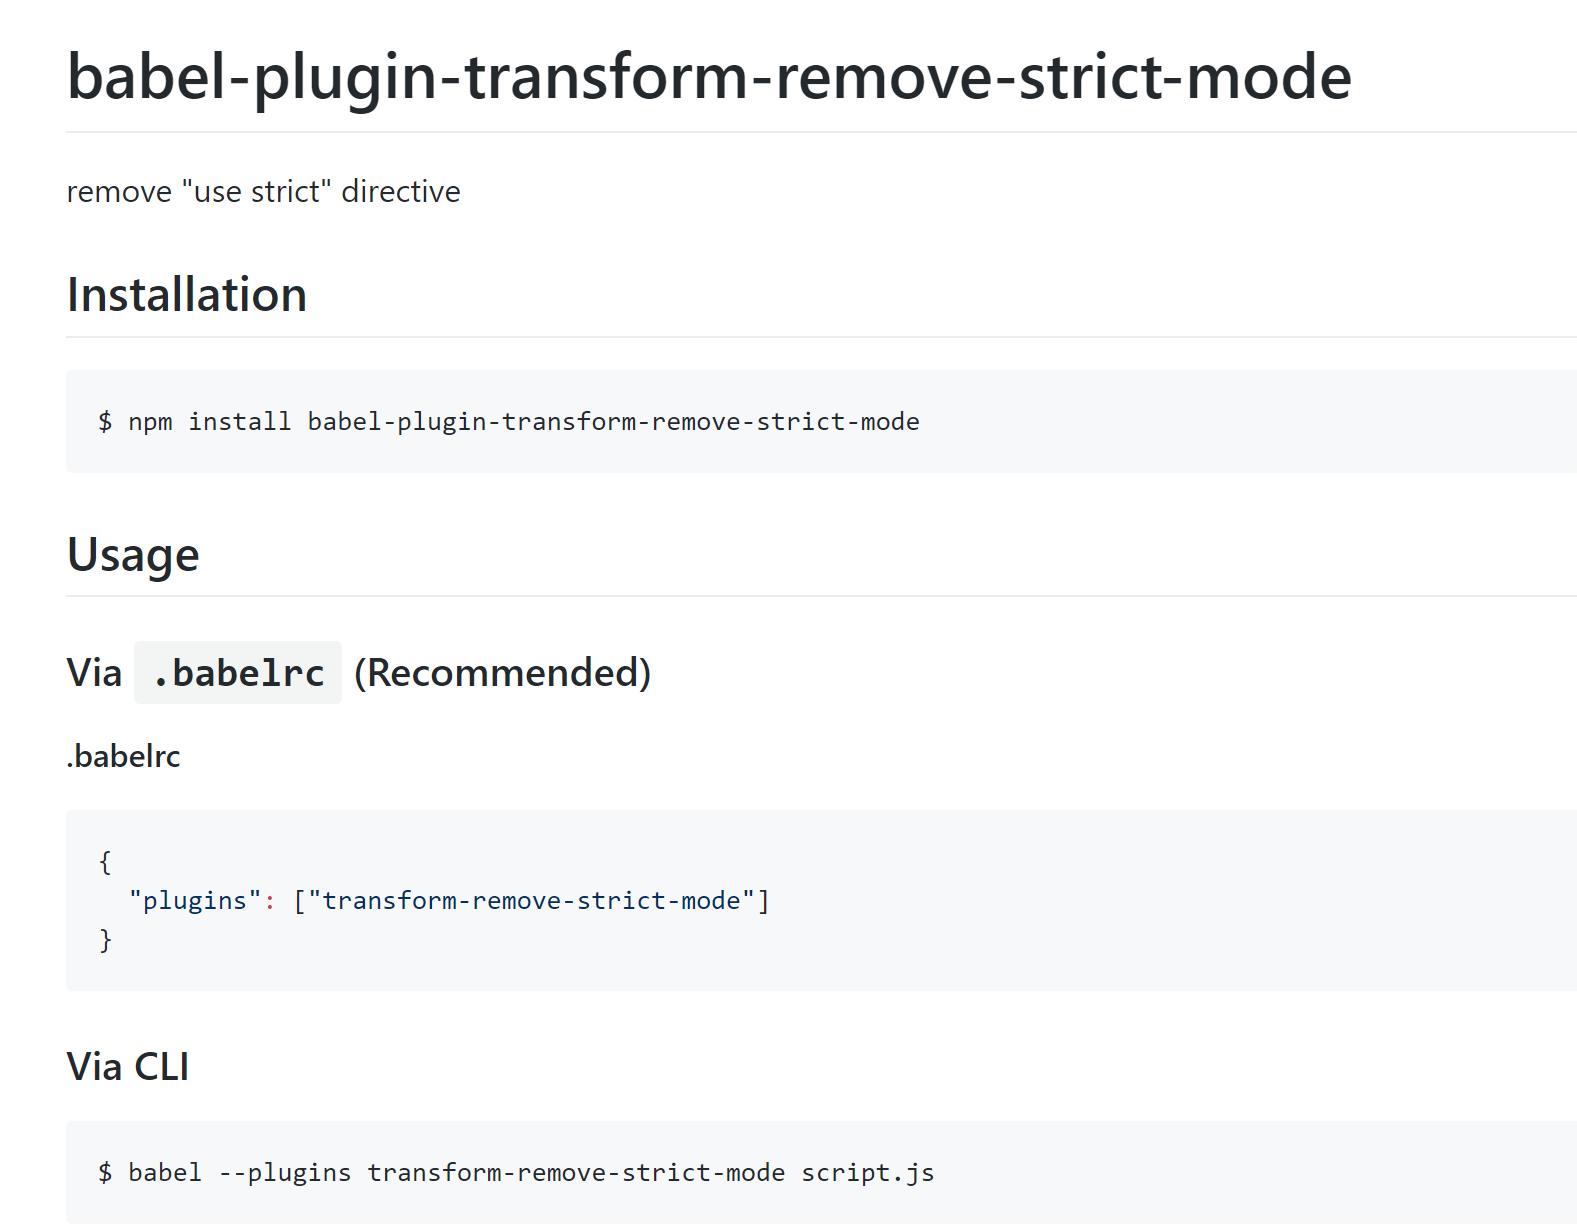 babel-plugin-transform-remove-strict-mode
remove "use strict" directive
Installation
$ npm install babel-plugin-transform-remove-strict-mode
Usage
Via .babelrc (Recommended)
.babelrc
{
  "plugins": ["transform-remove-strict-mode"]
}
Via CLI
$ babel --plugins transform-remove-strict-mode script.js